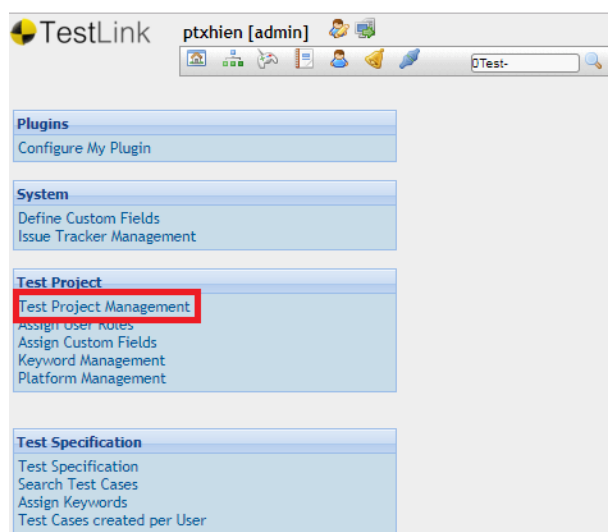 TestLink
ptxhien [admin]
0Test-
Plugins
Configure My Plugin
System
Define Custom Fields
Issue Tracker Management
Test Project
Test Project Management
Assign User Roles
Assign Custom Fields
Keyword Management
Platform Management
Test Specification
Test Specification
Search Test Cases
Assign Keywords
Test Cases created per User